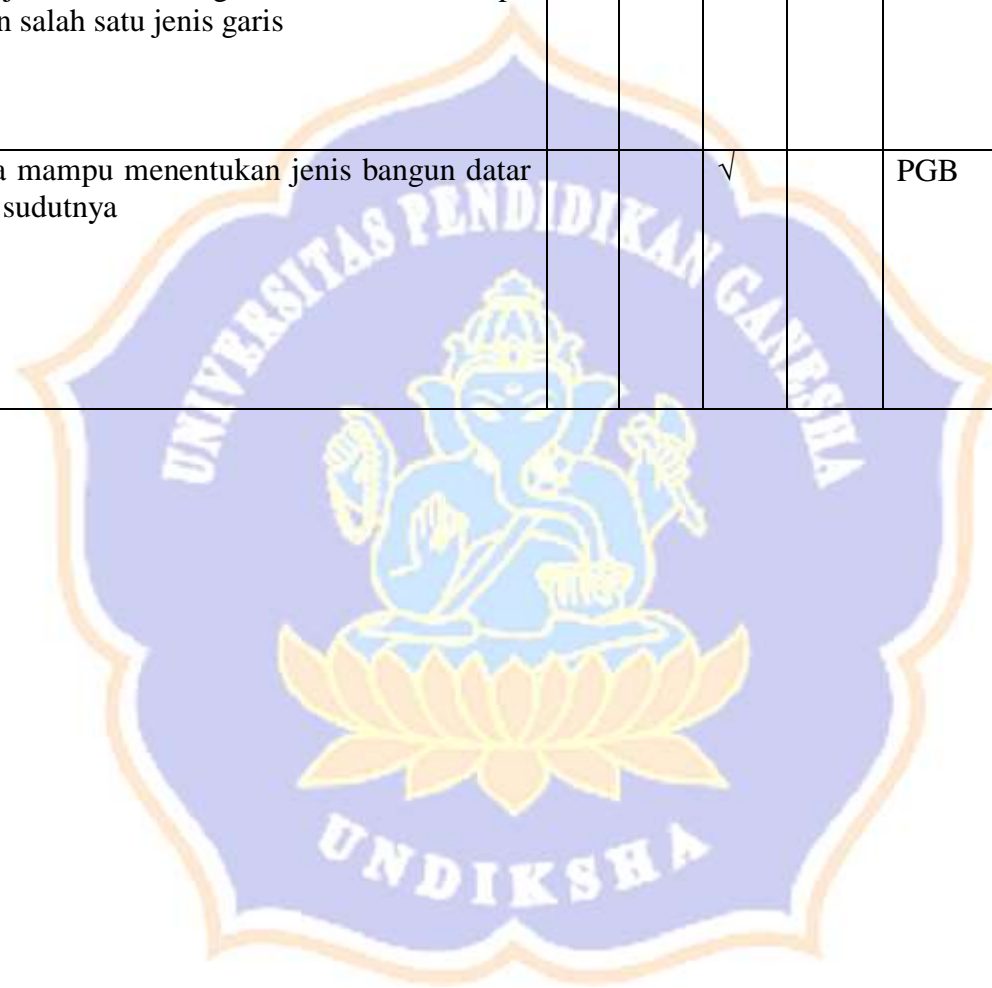 n salah satu jenis garis
a mampu menentukan jenis bangun datar √ PGB
sudutnya
UNIVERSITAS PENDIDIKAN GANESHA
UNDIKSHA